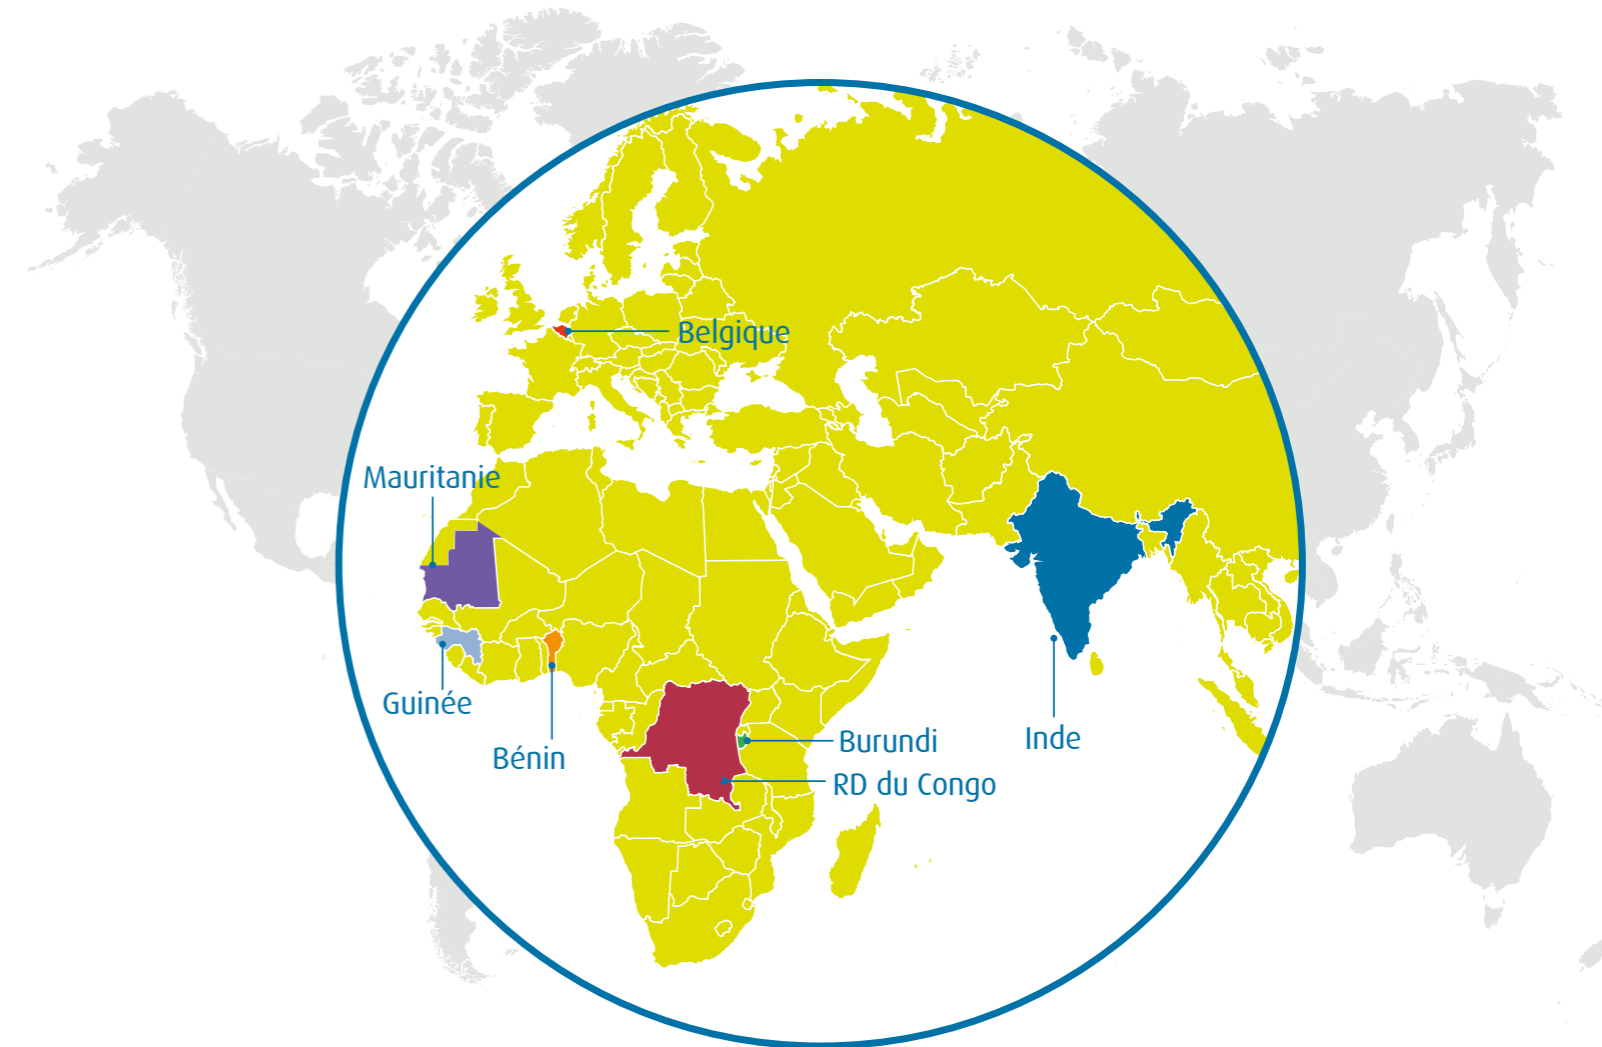 Belgique
Mauritanie
Guinée
Bénin
Burundi
RD du Congo
Inde